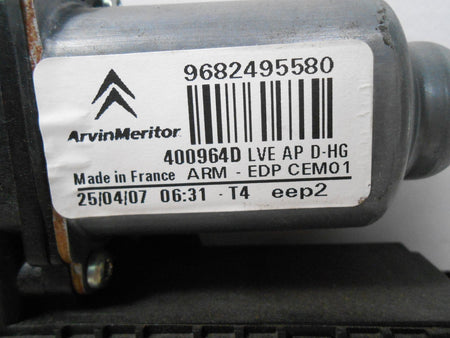 9682495580
ArvinMeritor
400964D LVE AP D-HG
Made in France ARM - EDP CEM01
25/04/07 06:31 - T4 eep2